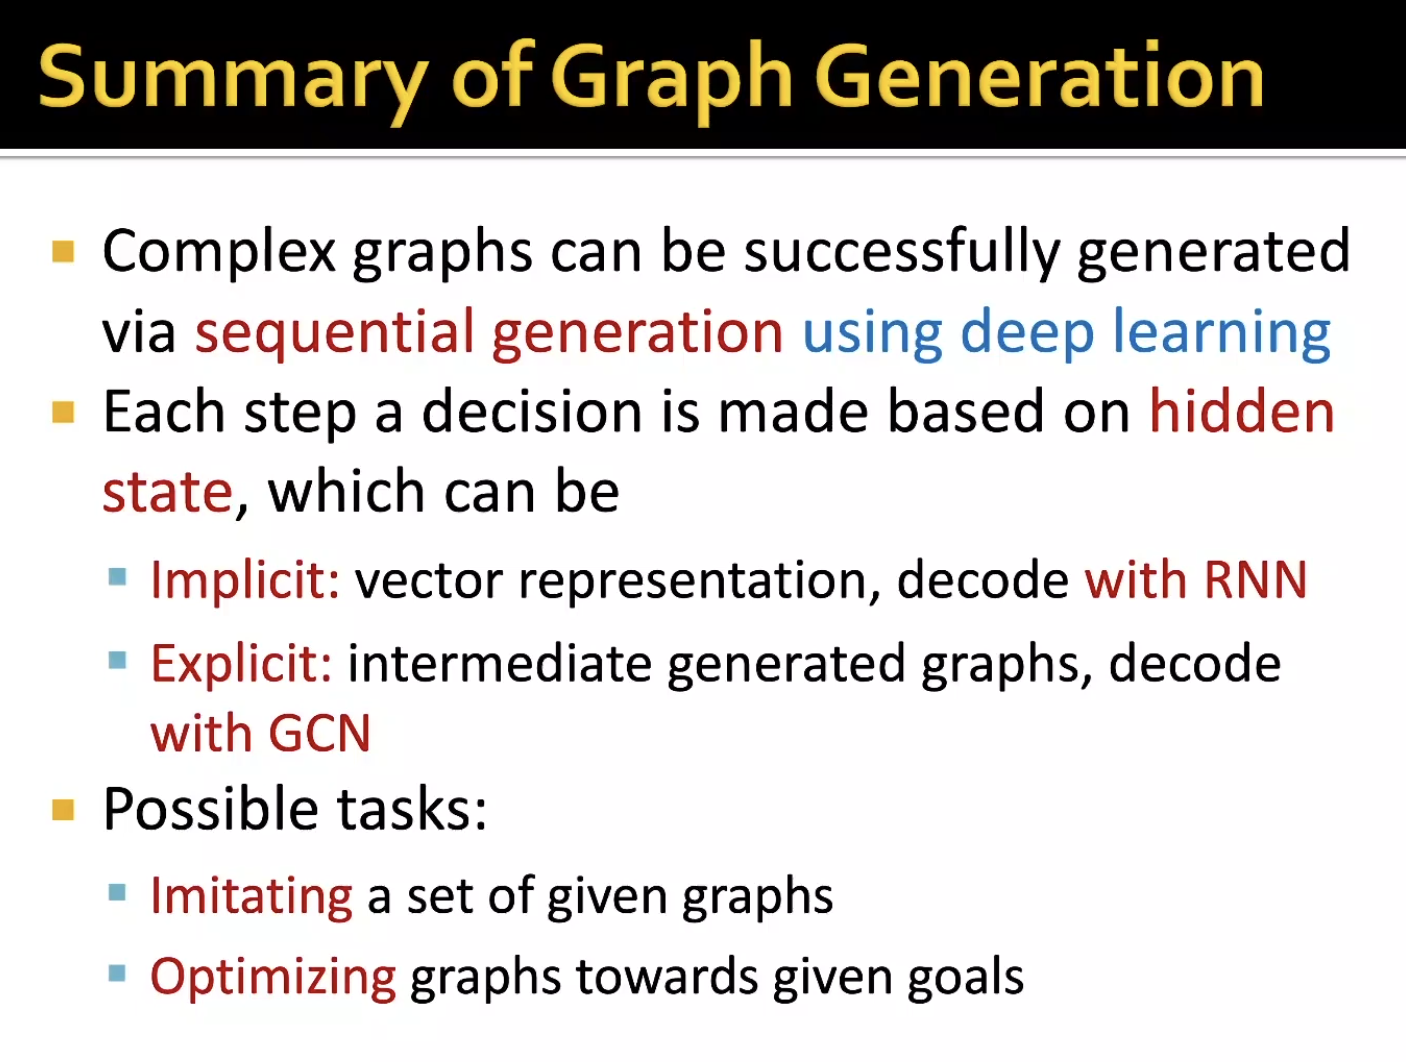 Summary of Graph Generation
Complex graphs can be successfully generated
via sequential generation using deep learning
Each step a decision is made based on hidden
state, which can be
Implicit: vector representation, decode with RNN
Explicit: intermediate generated graphs, decode
with GCN
Possible tasks:
Imitating a set of given graphs
Optimizing graphs towards given goals